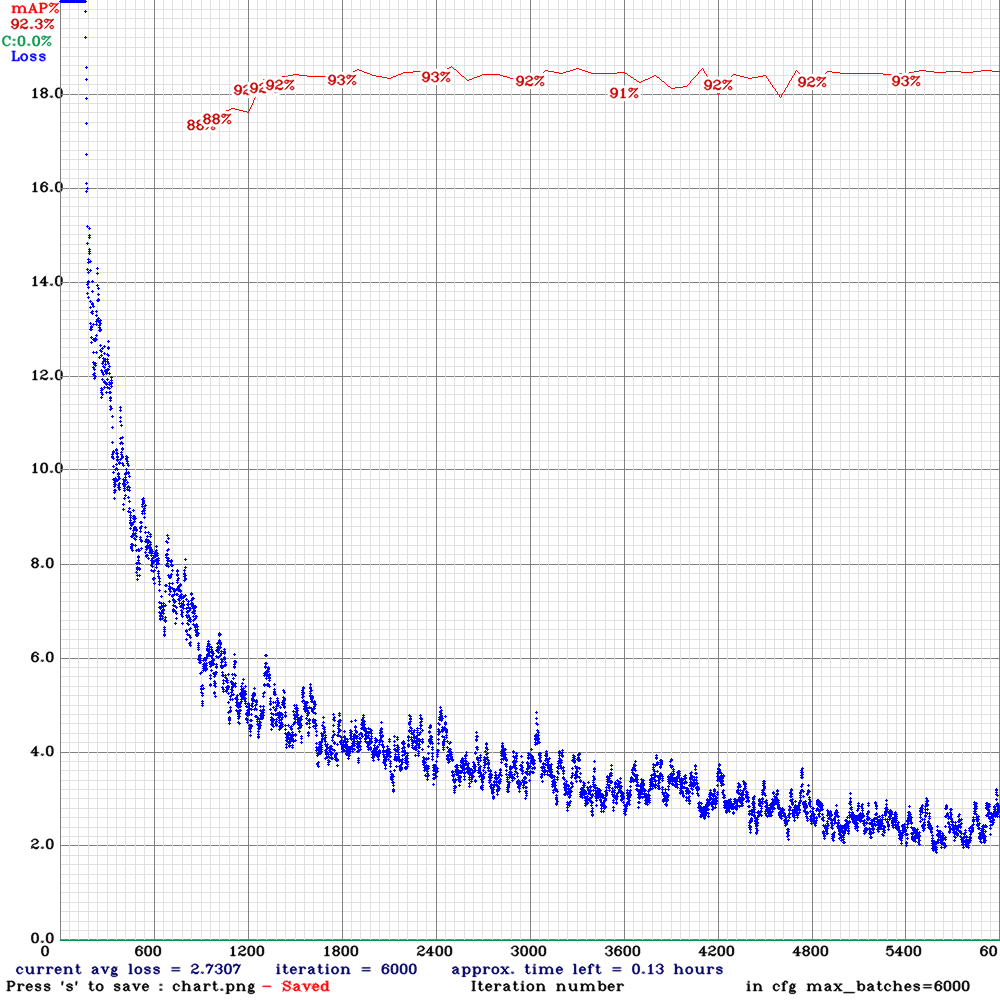 mAP%
92.3%
C:0.0%
Loss
93% 93% 92% 91% 92% 92% 93%
92% 92% 92%
88% 88%
18.0
16.0
14.0
12.0
10.0
8.0
6.0
4.0
2.0
0.0
0 600 1200 1800 2400 3000 3600 4200 4800 5400 60
current avg loss = 2.7307 iteration = 6000 approx. time left = 0.13 hours
Press 's' to save : chart.png - Saved Iteration number in cfg max_batches=6000